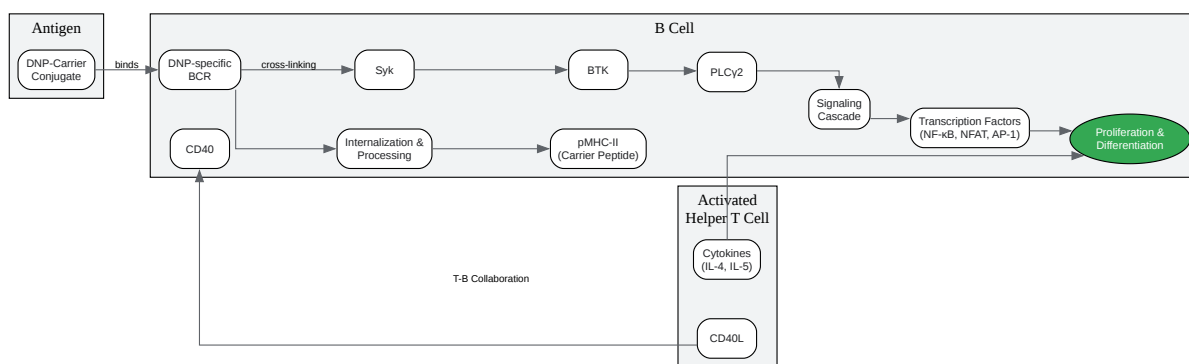 Antigen
B Cell
DNP-Carrier
Conjugate
binds
DNP-specific
BCR
cross-linking
Syk
BTK
PLCγ2
Signaling
Cascade
Transcription Factors
(NF-κB, NFAT, AP-1)
Proliferation &
Differentiation
CD40
Internalization &
Processing
pMHC-II
(Carrier Peptide)
Activated
Helper T Cell
Cytokines
(IL-4, IL-5)
T-B Collaboration
CD40L